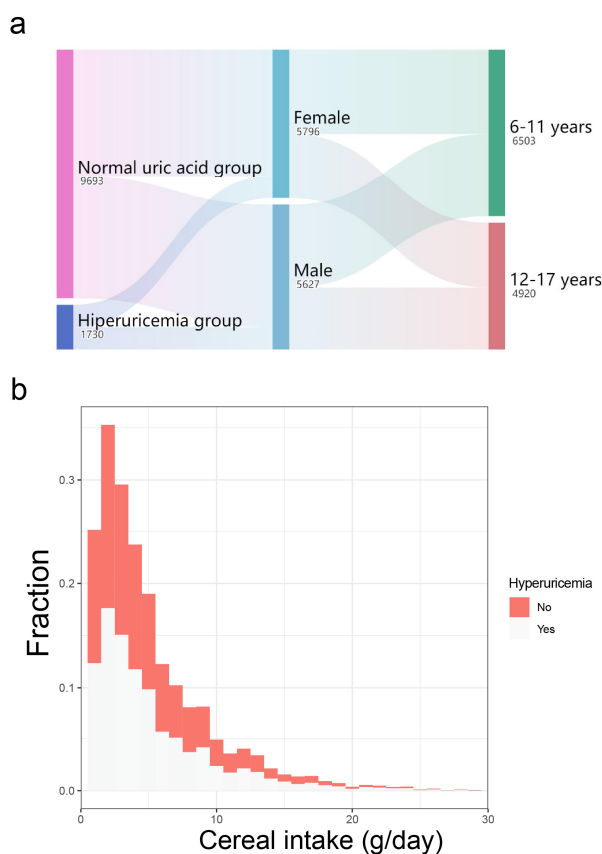 a
Normal uric acid group
9693
Hiperuricemia group
1730
Female
5796
Male
5627
6-11 years
6503
12-17 years
4920
b
Fraction
0.3
0.2
0.1
0.0
0
10
20
30
Cereal intake (g/day)
Hyperuricemia
No
Yes